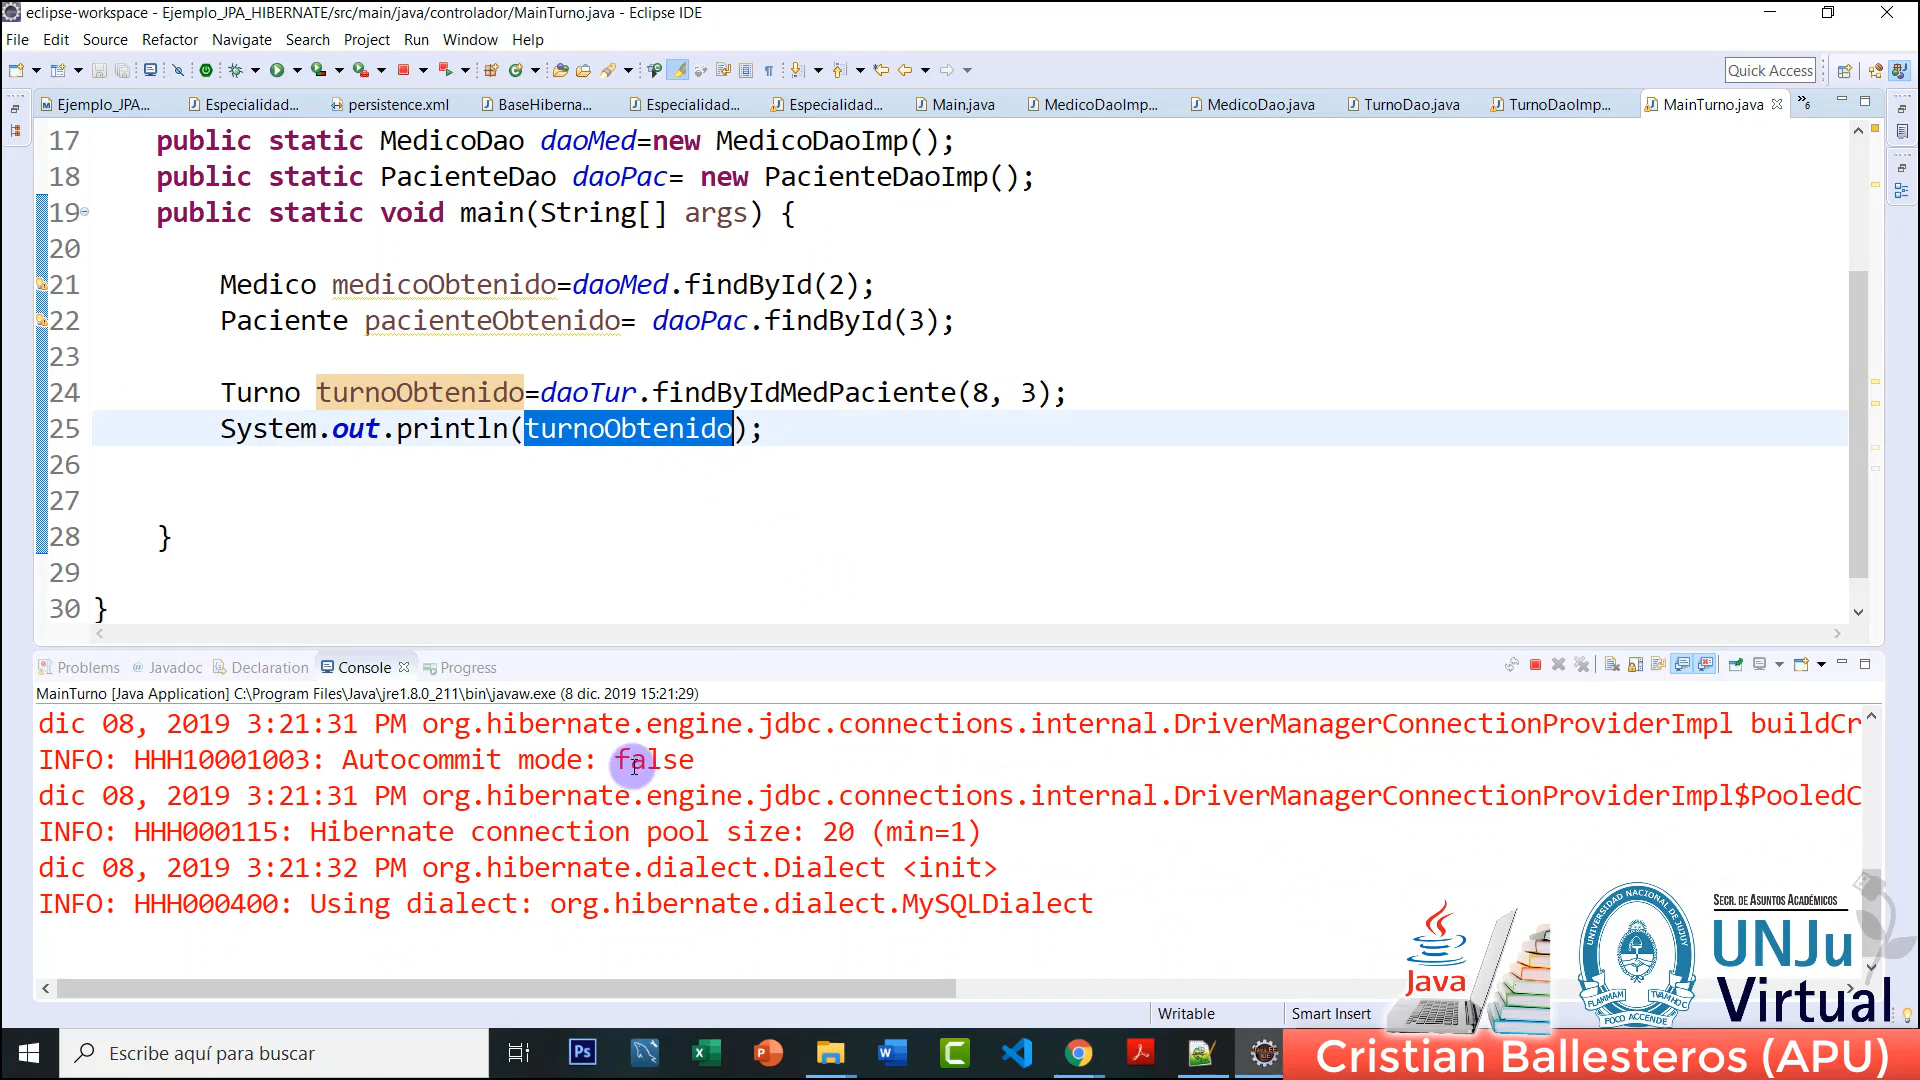 eclipse-workspace - Ejemplo_JPA_HIBERNATE/src/main/java/controlador/MainTurno.java - Eclipse IDE
File Edit Source Refactor Navigate Search Project Run Window Help
Quick Access
Ejemplo_JPA... Especialidad... persistence.xml BaseHiberna... Especialidad... Especialidad... Main.java MedicoDaoImp... MedicoDao.java TurnoDao.java TurnoDaoImp... MainTurno.java »6
17 public static MedicoDao daoMed=new MedicoDaoImp();
18 public static PacienteDao daoPac= new PacienteDaoImp();
19 public static void main(String[] args) {
20
21 Medico medicoObtenido=daoMed.findById(2);
22 Paciente pacienteObtenido= daoPac.findById(3);
23
24 Turno turnoObtenido=daoTur.findByIdMedPaciente(8, 3);
25 System.out.println(turnoObtenido);
26
27
28 }
29
30 }
Problems @ Javadoc Declaration Console Progress
MainTurno [Java Application] C:\Program Files\Java\jre1.8.0_211\bin\javaw.exe (8 dic. 2019 15:21:29)
dic 08, 2019 3:21:31 PM org.hibernate.engine.jdbc.connections.internal.DriverManagerConnectionProviderImpl buildCr
INFO: HHH10001003: Autocommit mode: false
dic 08, 2019 3:21:31 PM org.hibernate.engine.jdbc.connections.internal.DriverManagerConnectionProviderImpl$PooledC
INFO: HHH000115: Hibernate connection pool size: 20 (min=1)
dic 08, 2019 3:21:32 PM org.hibernate.dialect.Dialect <init>
INFO: HHH000400: Using dialect: org.hibernate.dialect.MySQLDialect
Java
UNIVERSIDAD NACIONAL DE JUJUY
FOCO ACCENDE
SECR. DE ASUNTOS ACADÉMICOS
UNJu
Virtual
Writable Smart Insert
Escribe aquí para buscar
Cristian Ballesteros (APU)